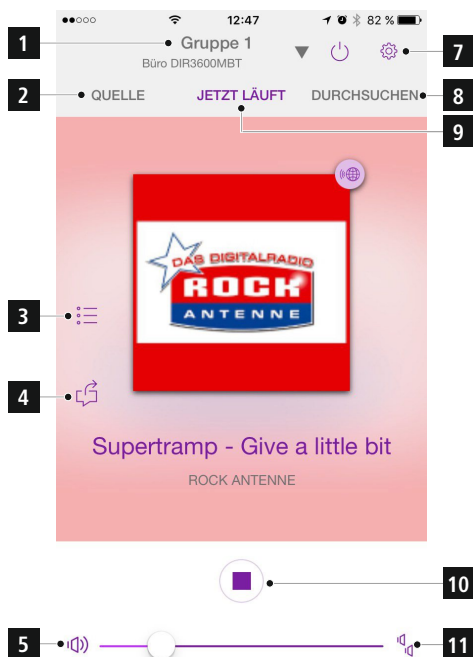 12:47
82 %
1
Gruppe 1
Büro DIR3600MBT
7
2
QUELLE
JETZT LÄUFT
DURCHSUCHEN
8
9
DAS DIGITALRADIO
ROCK
ANTENNE
3
4
Supertramp - Give a little bit
ROCK ANTENNE
10
5
11